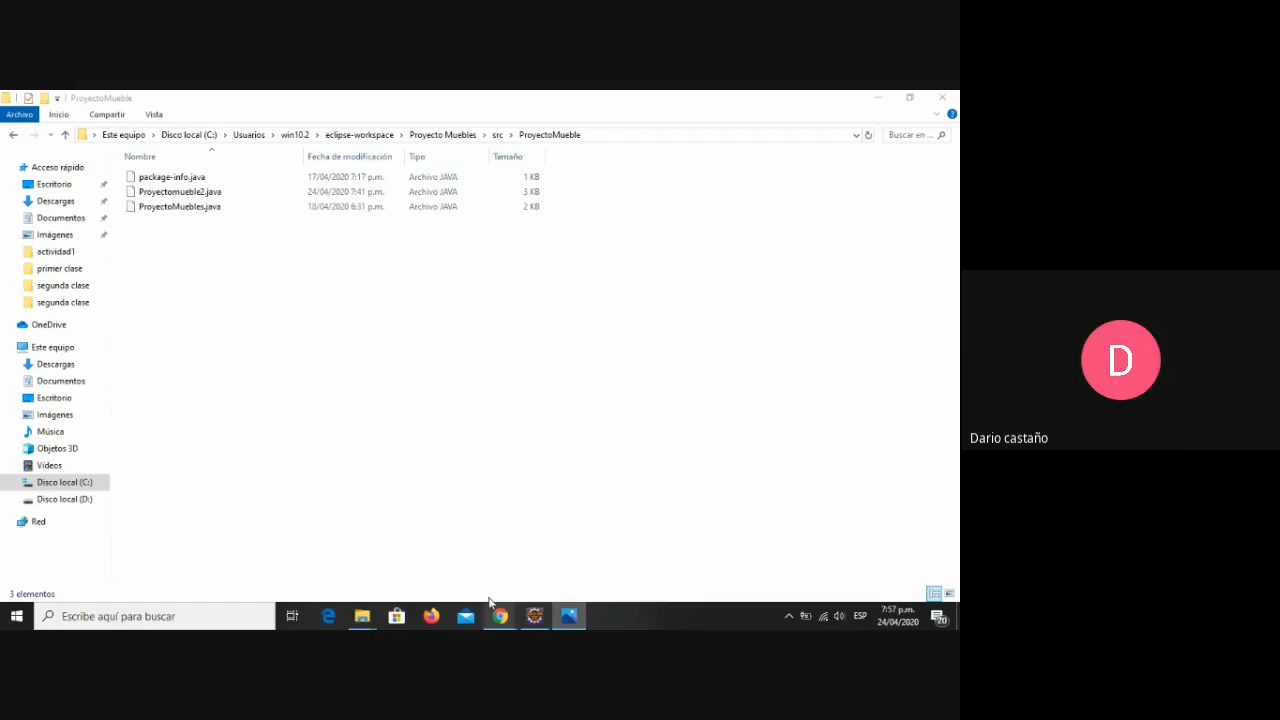 ProyectoMueble
Archivo Inicio Compartir Vista
Este equipo Disco local (C:) Usuarios win10.2 eclipse-workspace Proyecto Muebles src ProyectoMueble Buscar en ...
Nombre Fecha de modificación Tipo Tamaño
package-info.java 17/04/2020 7:17 p.m. Archivo JAVA 1 KB
Proyectomueble2.java 24/04/2020 7:41 p.m. Archivo JAVA 3 KB
ProyectoMuebles.java 18/04/2020 6:31 p.m. Archivo JAVA 2 KB
Acceso rápido
Escritorio
Descargas
Documentos
Imágenes
actividad1
primer clase
segunda clase
segunda clase
OneDrive
Este equipo
Descargas
Documentos
Escritorio
Imágenes
Música
Objetos 3D
Vídeos
Disco local (C:)
Disco local (D:)
Red
3 elementos
Escribe aquí para buscar
ESP
7:57 p.m.
24/04/2020
20
D
Dario castaño